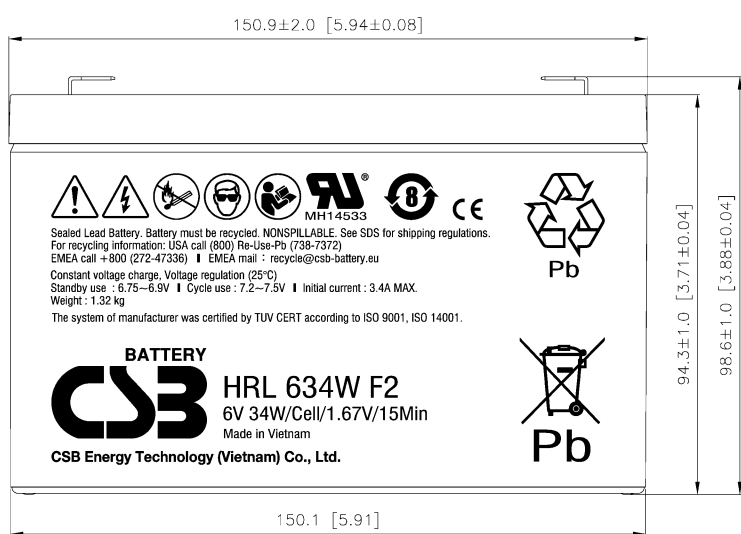 150.9±2.0 [5.94±0.08]
MH14533
8
CE
Sealed Lead Battery. Battery must be recycled. NONSPILLABLE. See SDS for shipping regulations.
For recycling information: USA call (800) Re-Use-Pb (738-7372)
EMEA call +800 (272-47336) ▮ EMEA mail : recycle@csb-battery.eu
Pb
Constant voltage charge, Voltage regulation (25°C)
Standby use : 6.75~6.9V ▮ Cycle use : 7.2~7.5V ▮ Initial current : 3.4A MAX.
Weight : 1.32 kg
The system of manufacturer was certified by TUV CERT according to ISO 9001, ISO 14001.
94.3±1.0 [3.71±0.04]
98.6±1.0 [3.88±0.04]
BATTERY
CSB
HRL 634W F2
6V 34W/Cell/1.67V/15Min
Made in Vietnam
CSB Energy Technology (Vietnam) Co., Ltd.
Pb
150.1 [5.91]